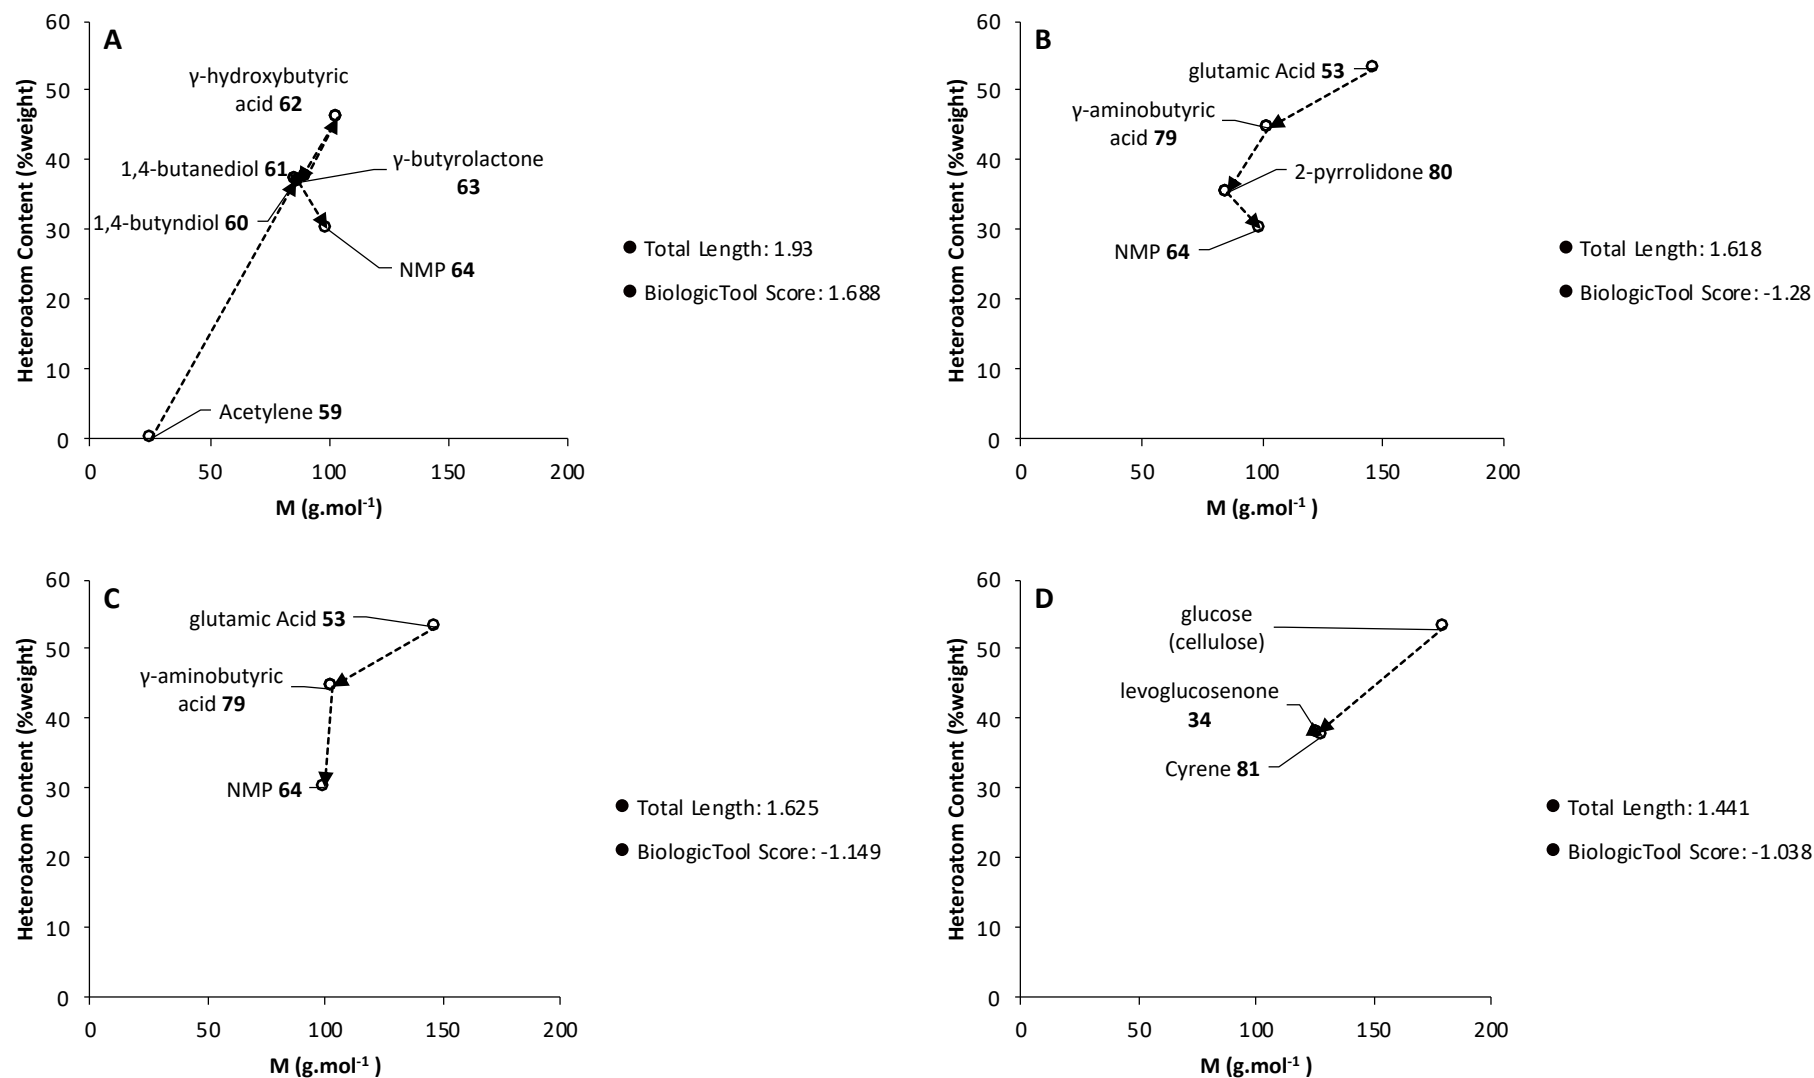 A
60
50
40
30
20
10
0
Heteroatom Content (%weight)
γ-hydroxybutyric
acid 62
1,4-butanediol 61
γ-butyrolactone
63
1,4-butyndiol 60
NMP 64
Acetylene 59
0 50 100 150 200
M (g.mol-1)
Total Length: 1.93
BiologicTool Score: 1.688
B
60
50
40
30
20
10
0
Heteroatom Content (%weight)
glutamic Acid 53
γ-aminobutyric
acid 79
2-pyrrolidone 80
NMP 64
0 50 100 150 200
M (g.mol-1 )
Total Length: 1.618
BiologicTool Score: -1.28
C
60
50
40
30
20
10
0
Heteroatom Content (%weight)
glutamic Acid 53
γ-aminobutyric
acid 79
NMP 64
0 50 100 150 200
M (g.mol-1 )
Total Length: 1.625
BiologicTool Score: -1.149
D
60
50
40
30
20
10
0
Heteroatom Content (%weight)
glucose
(cellulose)
levoglucosenone
34
Cyrene 81
0 50 100 150 200
M (g.mol-1 )
Total Length: 1.441
BiologicTool Score: -1.038